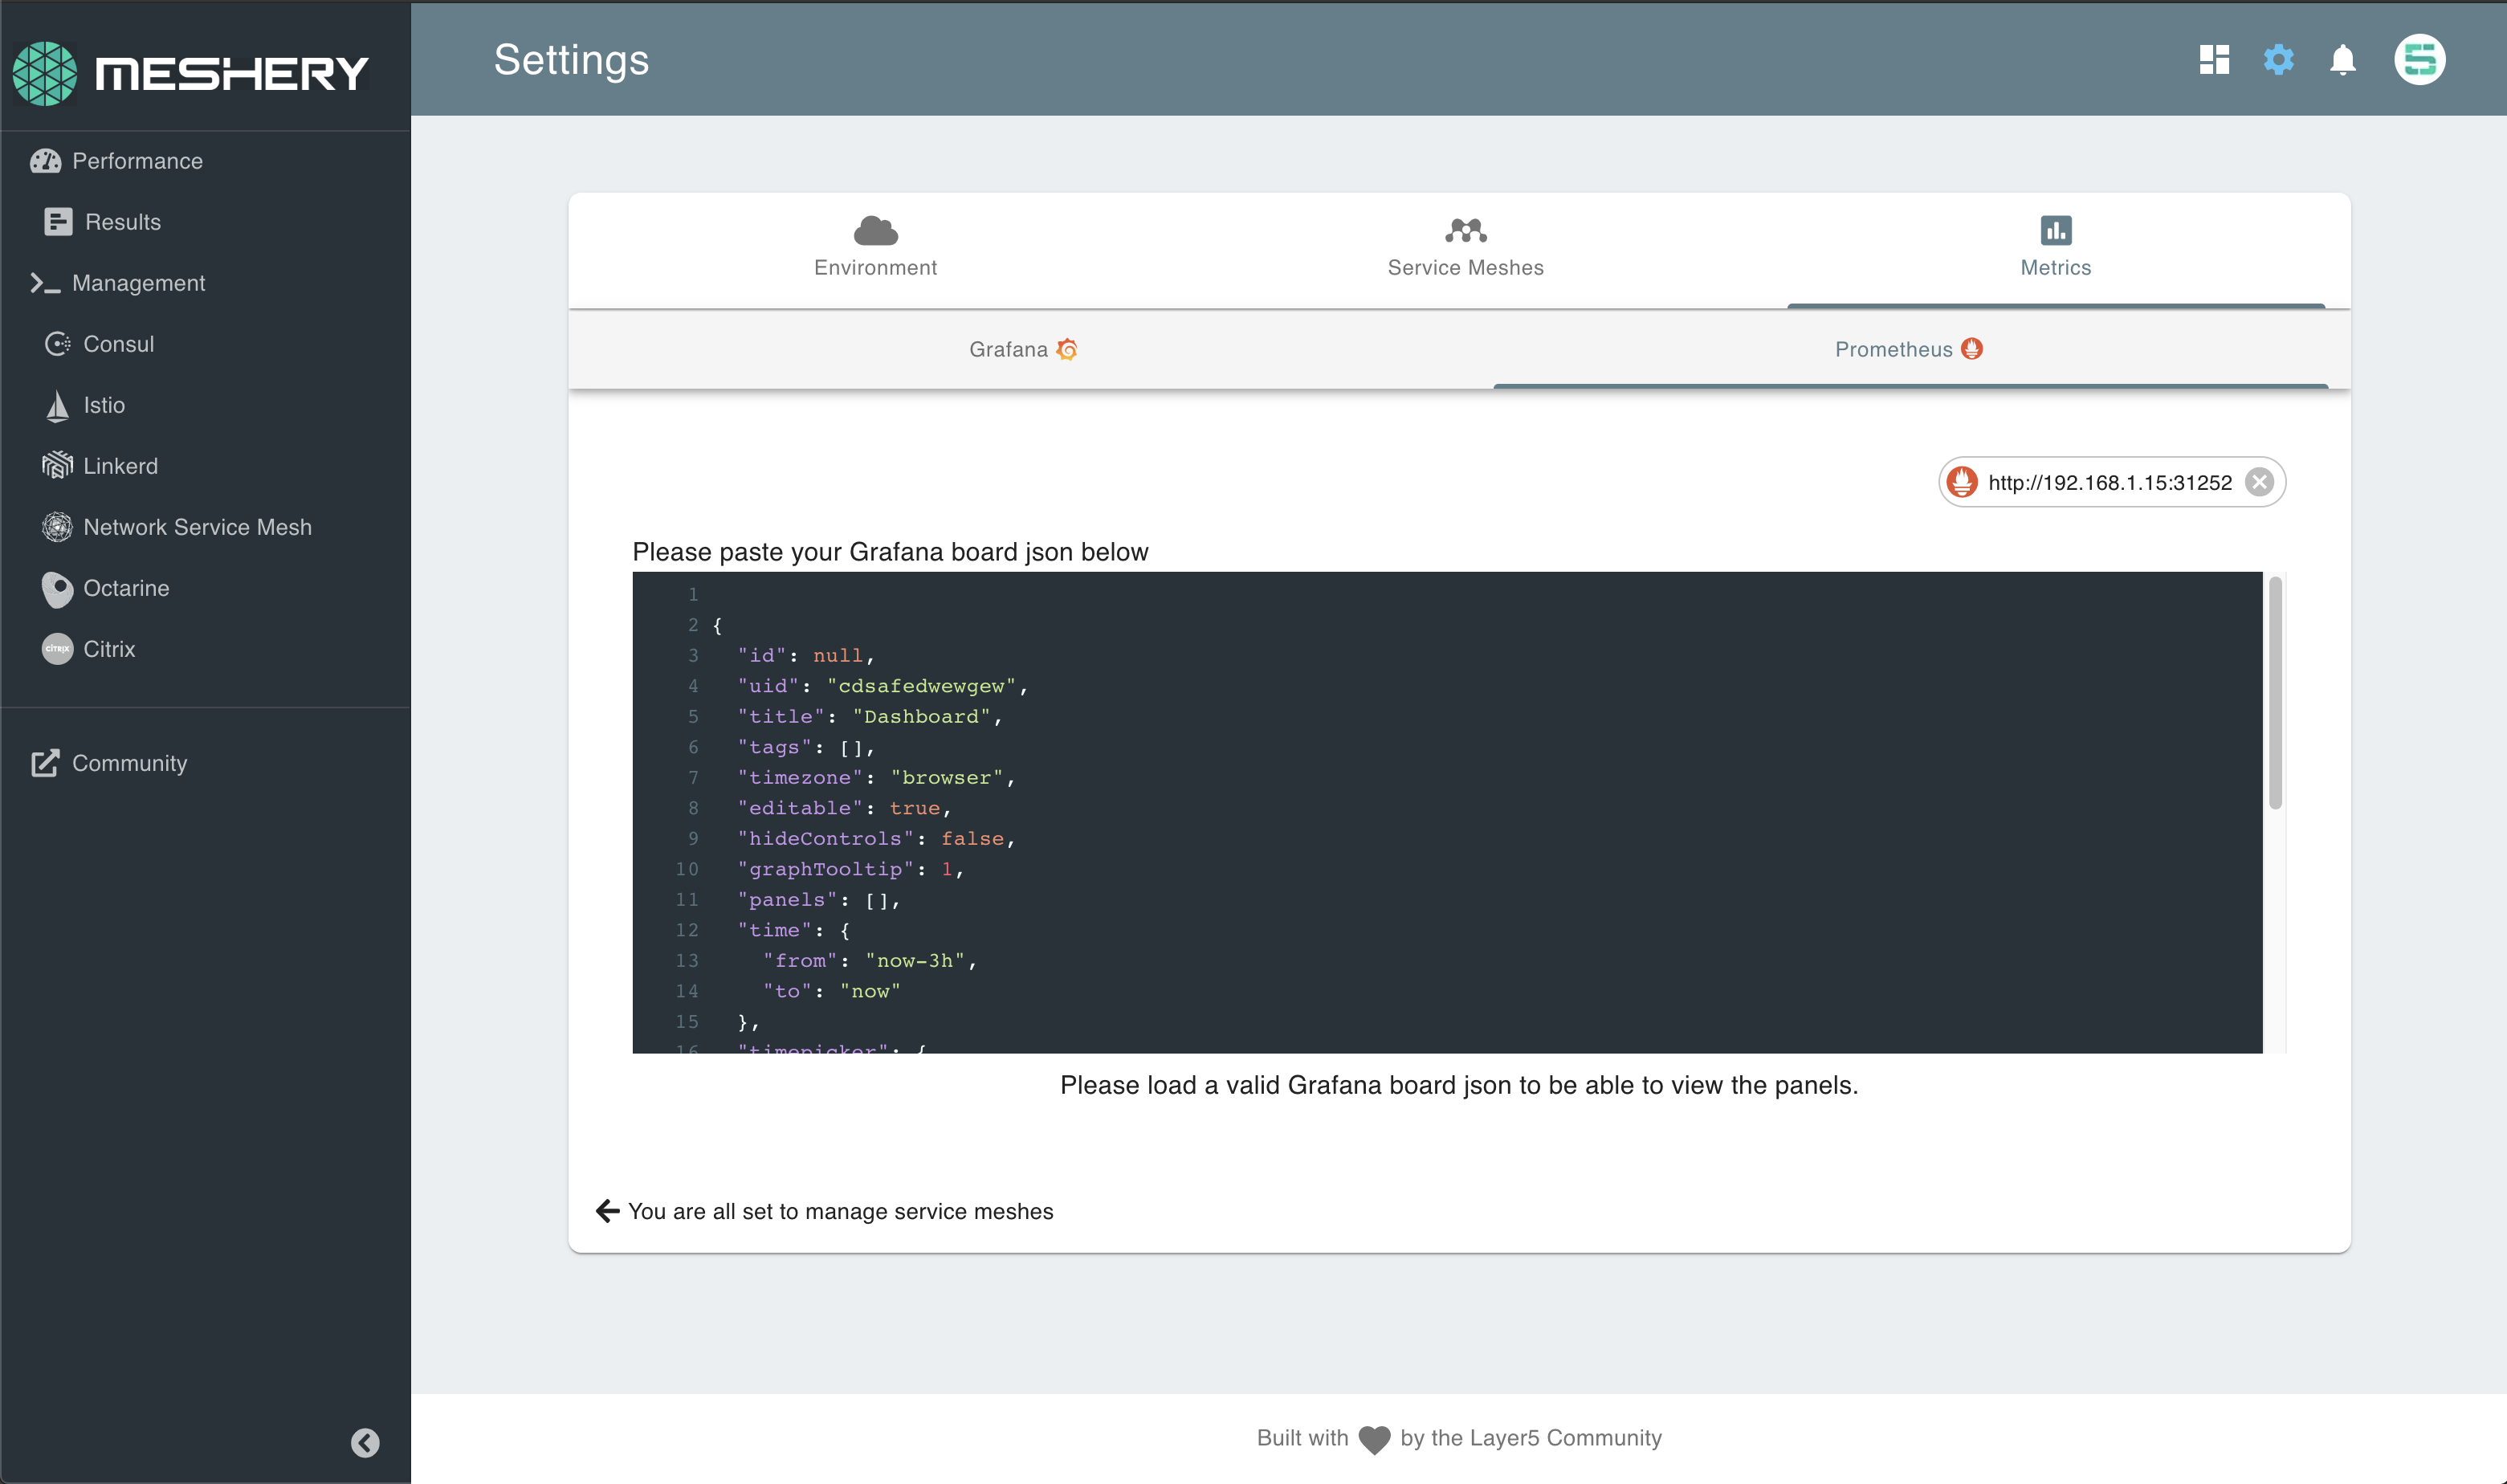 MESHERY
Settings
Performance
Results
Management
Consul
Istio
Linkerd
Network Service Mesh
Octarine
CITRIX Citrix
Community
Environment
Service Meshes
Metrics
Grafana
Prometheus
http://192.168.1.15:31252
Please paste your Grafana board json below
1
2 {
3 "id": null,
4 "uid": "cdsafedwewgew",
5 "title": "Dashboard",
6 "tags": [],
7 "timezone": "browser",
8 "editable": true,
9 "hideControls": false,
10 "graphTooltip": 1,
11 "panels": [],
12 "time": {
13 "from": "now-3h",
14 "to": "now"
15 },
16 "timepicker": {
Please load a valid Grafana board json to be able to view the panels.
You are all set to manage service meshes
Built with by the Layer5 Community